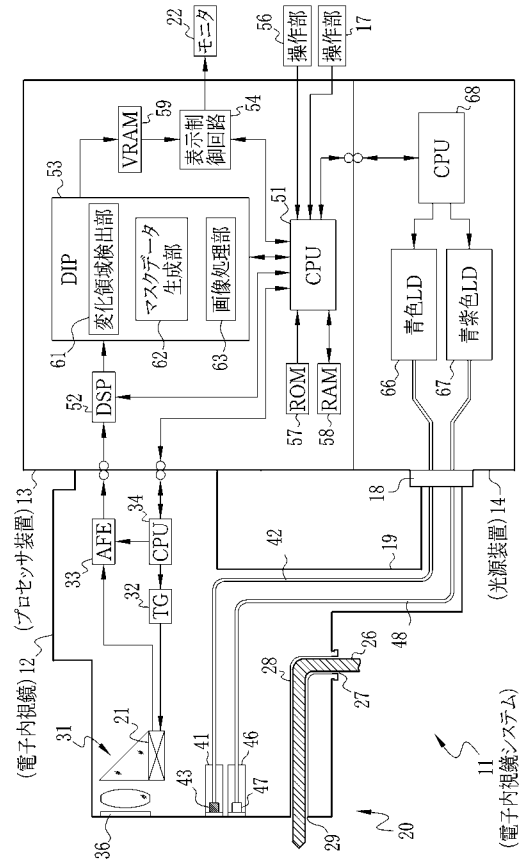 (電子内視鏡システム)
11
(電子内視鏡) 12
(プロセッサ装置) 13
(光源装置) 14
36
31
21
33
AFE
34
CPU
32
TG
52
DSP
53
DIP
61
変化領域検出部
62
マスクデータ
生成部
63
画像処理部
VRAM
59
表示制
御回路
54
22
モニタ
56
操作部
操作部
17
51
CPU
57
ROM
58
RAM
68
CPU
66
青色LD
67
青紫色LD
18
19
42
48
43
41
46
47
28
26
27
29
20